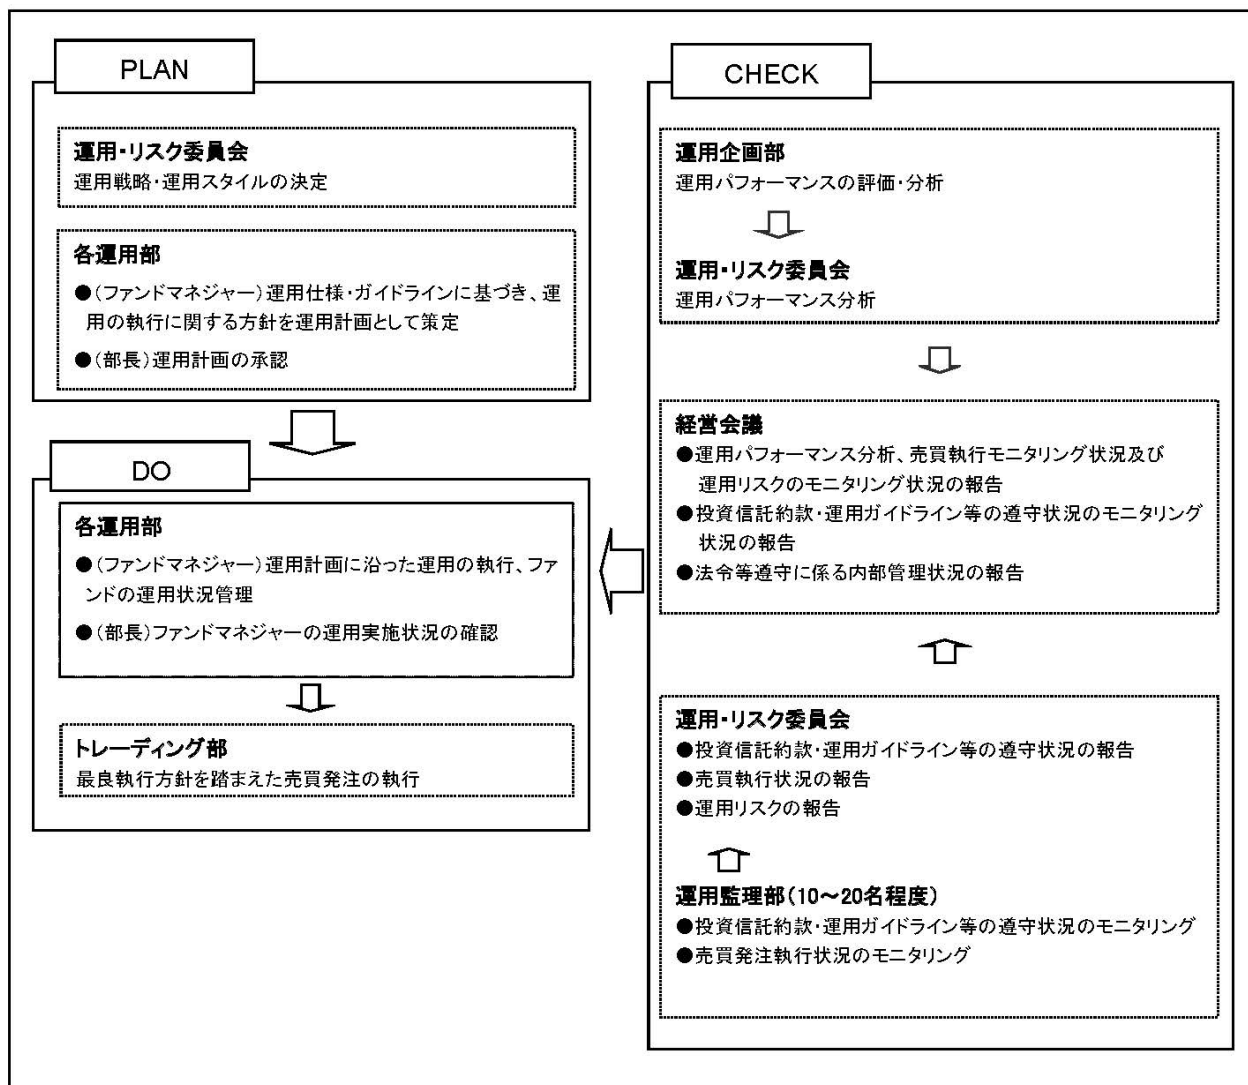 PLAN
運用・リスク委員会
運用戦略・運用スタイルの決定
各運用部
●(ファンドマネジャー)運用仕様・ガイドラインに基づき、運
用の執行に関する方針を運用計画として策定
●(部長)運用計画の承認
DO
各運用部
●(ファンドマネジャー)運用計画に沿った運用の執行、ファ
ンドの運用状況管理
●(部長)ファンドマネジャーの運用実施状況の確認
トレーディング部
最良執行方針を踏まえた売買発注の執行
CHECK
運用企画部
運用パフォーマンスの評価・分析
運用・リスク委員会
運用パフォーマンス分析
経営会議
●運用パフォーマンス分析、売買執行モニタリング状況及び
運用リスクのモニタリング状況の報告
●投資信託約款・運用ガイドライン等の遵守状況のモニタリング
状況の報告
●法令等遵守に係る内部管理状況の報告
運用・リスク委員会
●投資信託約款・運用ガイドライン等の遵守状況の報告
●売買執行状況の報告
●運用リスクの報告
運用監理部(10～20名程度)
●投資信託約款・運用ガイドライン等の遵守状況のモニタリング
●売買発注執行状況のモニタリング